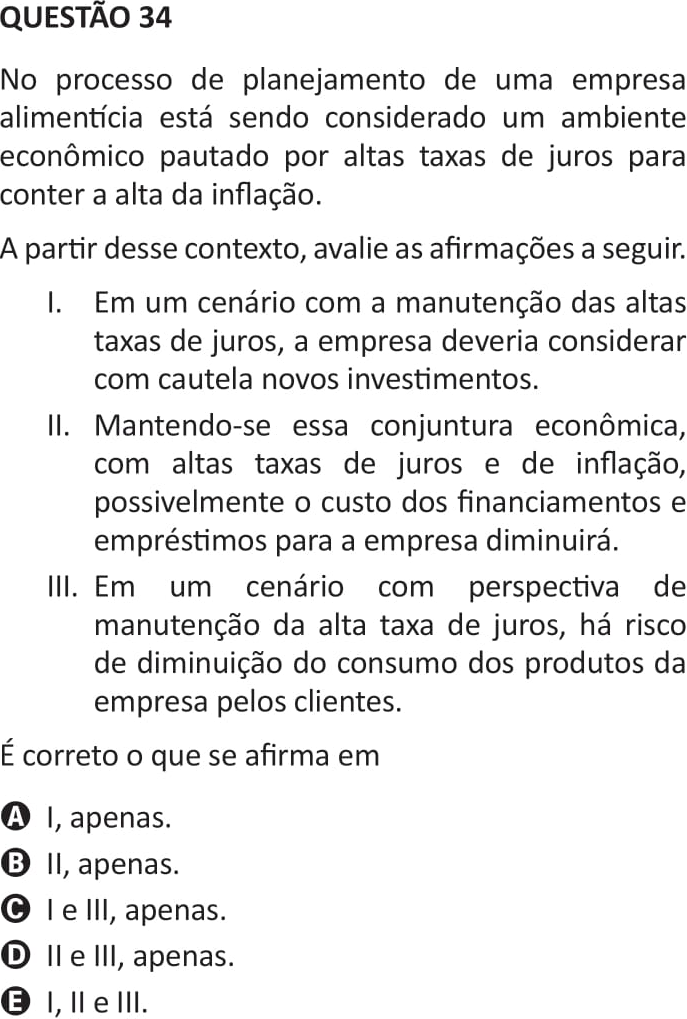 QUESTÃO 34
No processo de planejamento de uma empresa
alimentícia está sendo considerado um ambiente
econômico pautado por altas taxas de juros para
conter a alta da inflação.
A partir desse contexto, avalie as afirmações a seguir.
I. Em um cenário com a manutenção das altas
taxas de juros, a empresa deveria considerar
com cautela novos investimentos.
II. Mantendo-se essa conjuntura econômica,
com altas taxas de juros e de inflação,
possivelmente o custo dos financiamentos e
empréstimos para a empresa diminuirá.
III. Em um cenário com perspectiva de
manutenção da alta taxa de juros, há risco
de diminuição do consumo dos produtos da
empresa pelos clientes.
É correto o que se afirma em
A I, apenas.
B II, apenas.
C I e III, apenas.
D II e III, apenas.
E I, II e III.